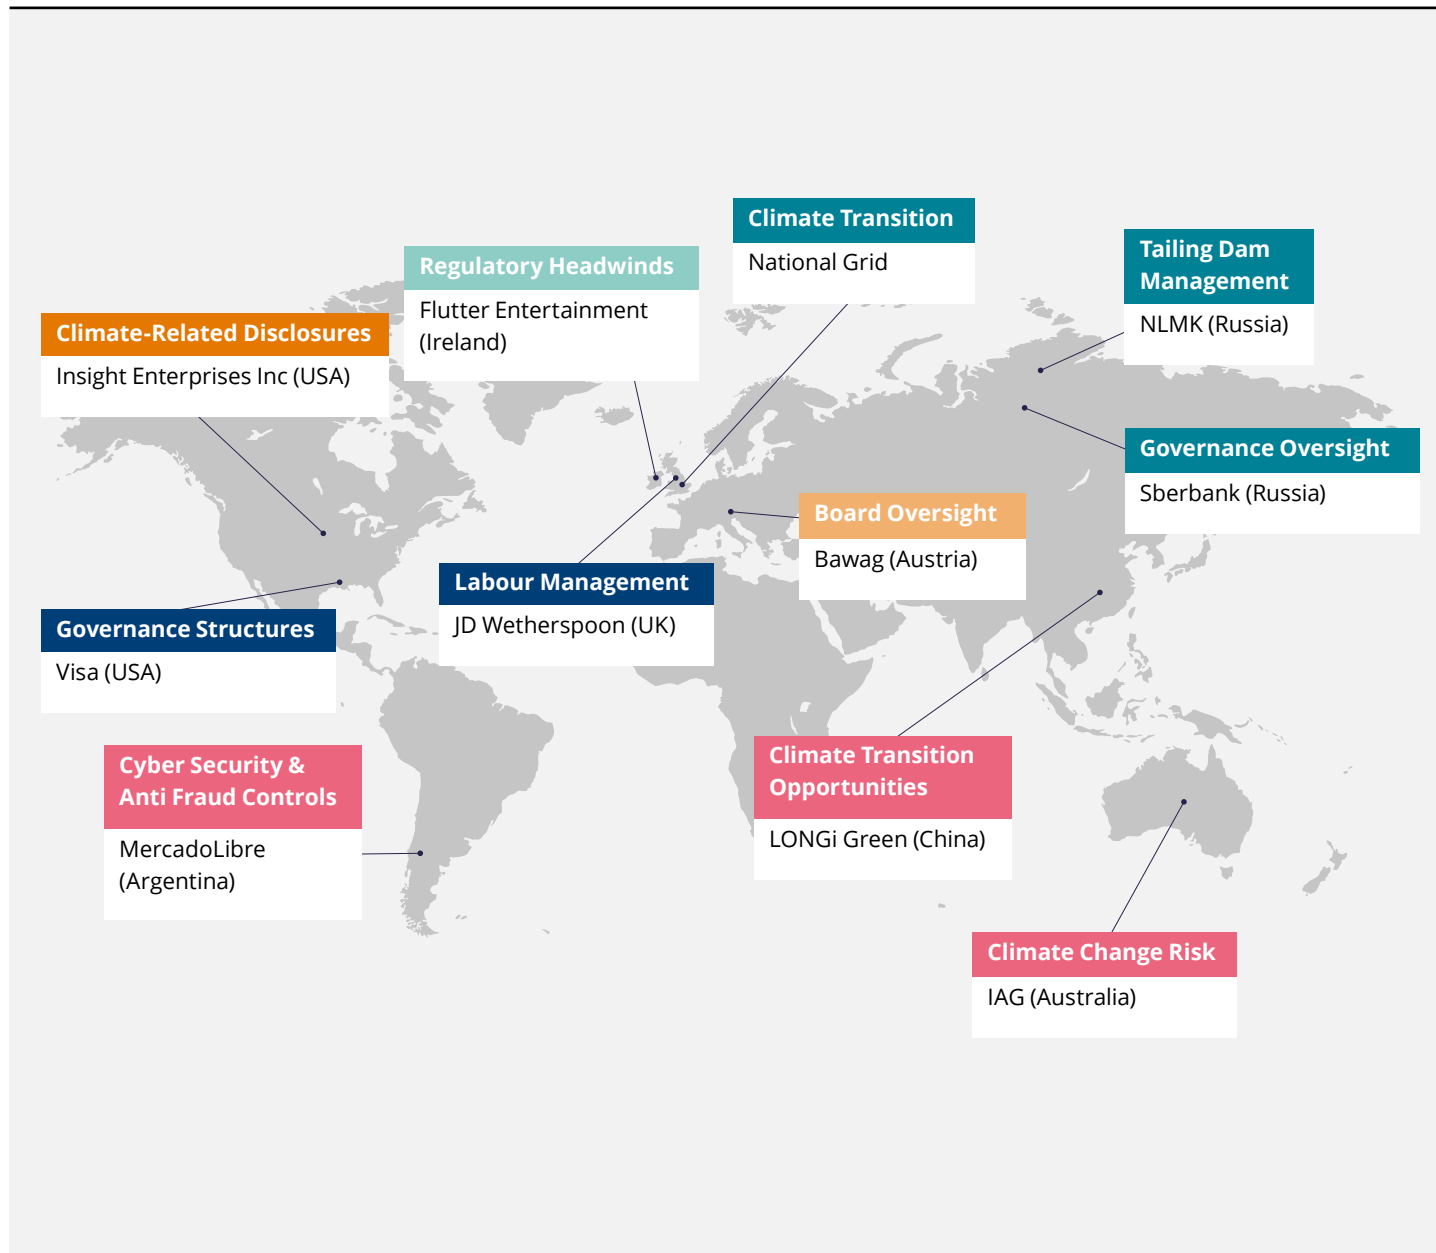 Climate Transition
National Grid
Tailing Dam
Management
NLMK (Russia)
Regulatory Headwinds
Flutter Entertainment
(Ireland)
Climate-Related Disclosures
Insight Enterprises Inc (USA)
Governance Oversight
Sberbank (Russia)
Board Oversight
Bawag (Austria)
Labour Management
JD Wetherspoon (UK)
Governance Structures
Visa (USA)
Cyber Security &
Anti Fraud Controls
MercadoLibre
(Argentina)
Climate Transition
Opportunities
LONGi Green (China)
Climate Change Risk
IAG (Australia)